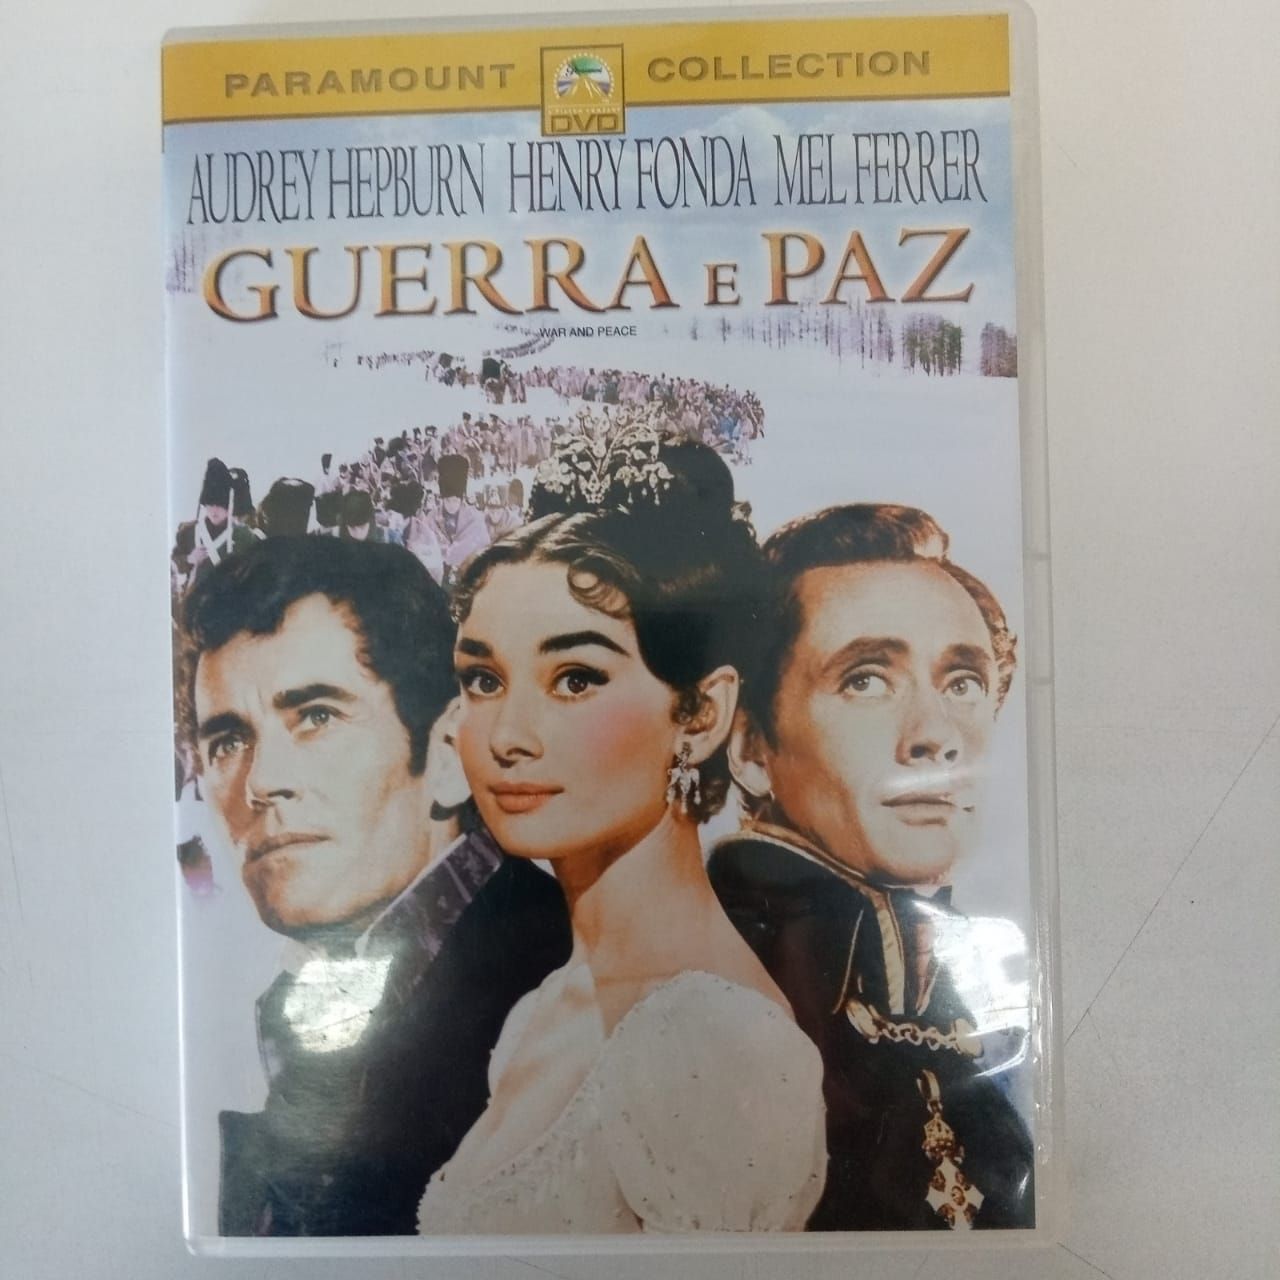 PARAMOUNT DVD COLLECTION
AUDREY HEPBURN HENRY FONDA MEL FERRER
GUERRA E PAZ
WAR AND PEACE